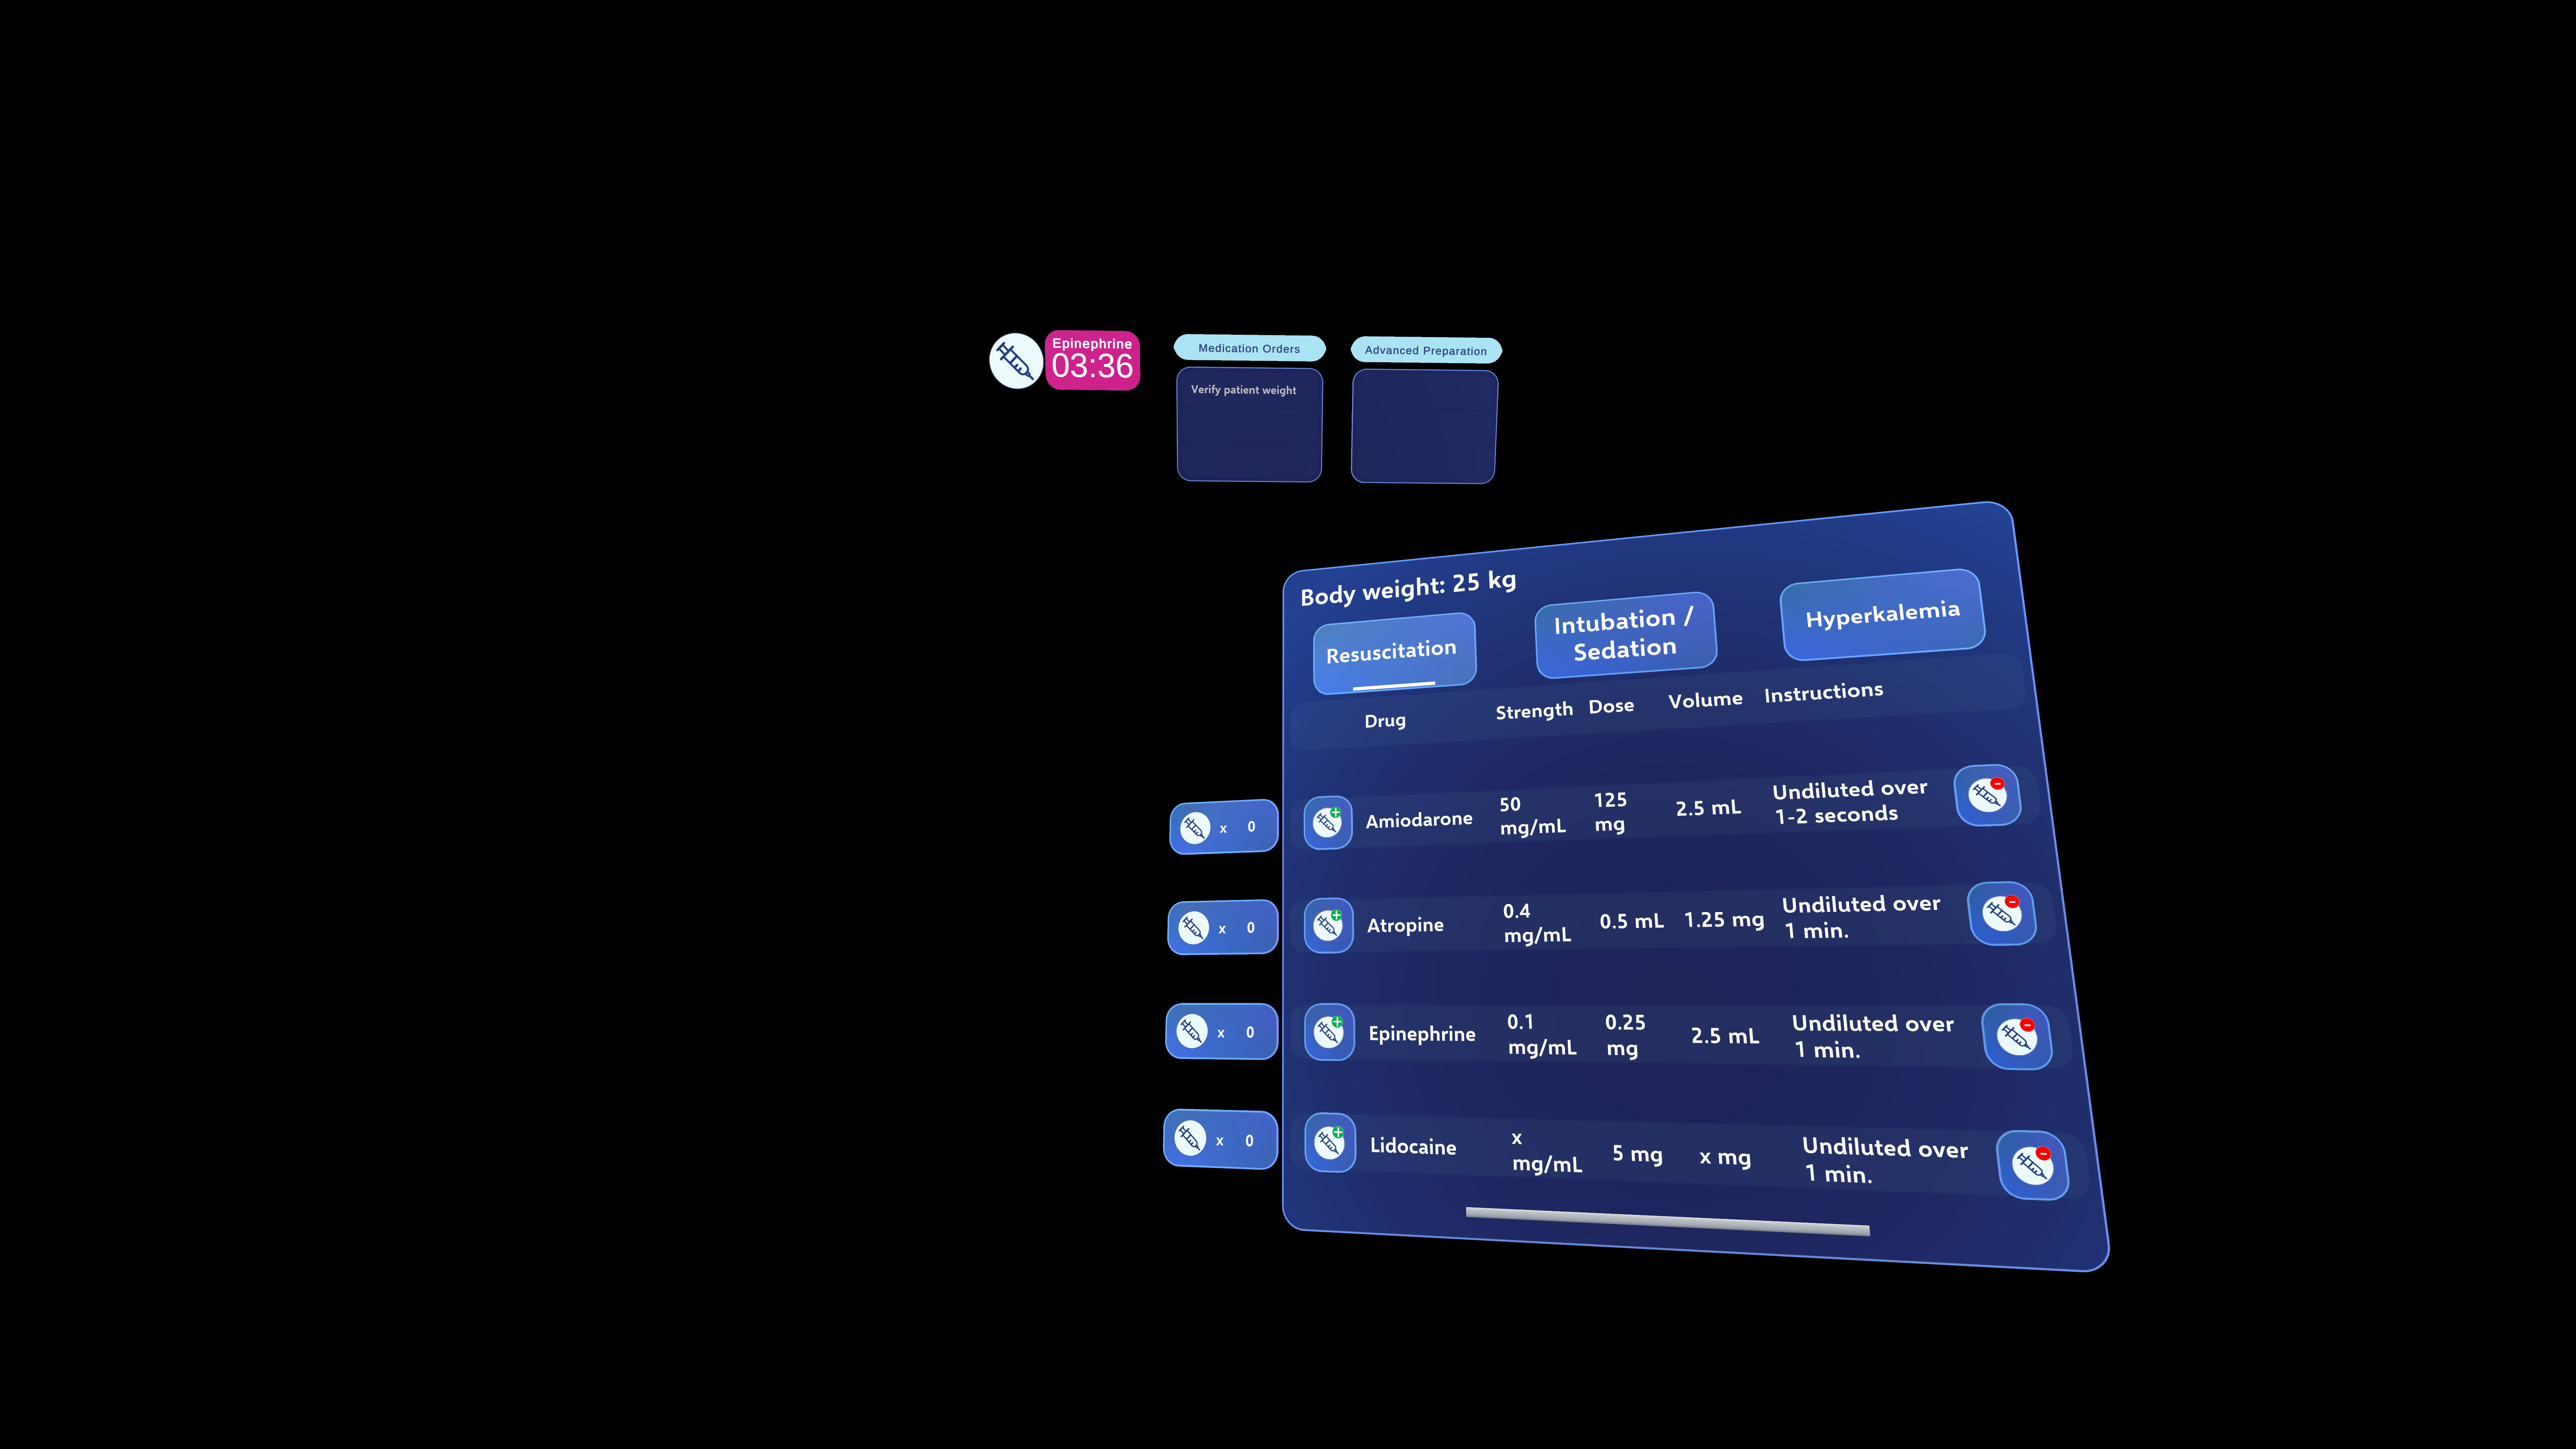 Epinephrine
03:36
Medication Orders
Verify patient weight
Advanced Preparation
Body weight: 25 kg
Resuscitation
Intubation /
Sedation
Hyperkalemia
Drug Strength Dose Volume Instructions
x 0
Amiodarone
50
mg/mL
125
mg
2.5 mL
Undiluted over
1-2 seconds
x 0
Atropine
0.4
mg/mL
0.5 mL
1.25 mg
Undiluted over
1 min.
x 0
Epinephrine
0.1
mg/mL
0.25
mg
2.5 mL
Undiluted over
1 min.
x 0
Lidocaine
x
mg/mL
5 mg
x mg
Undiluted over
1 min.